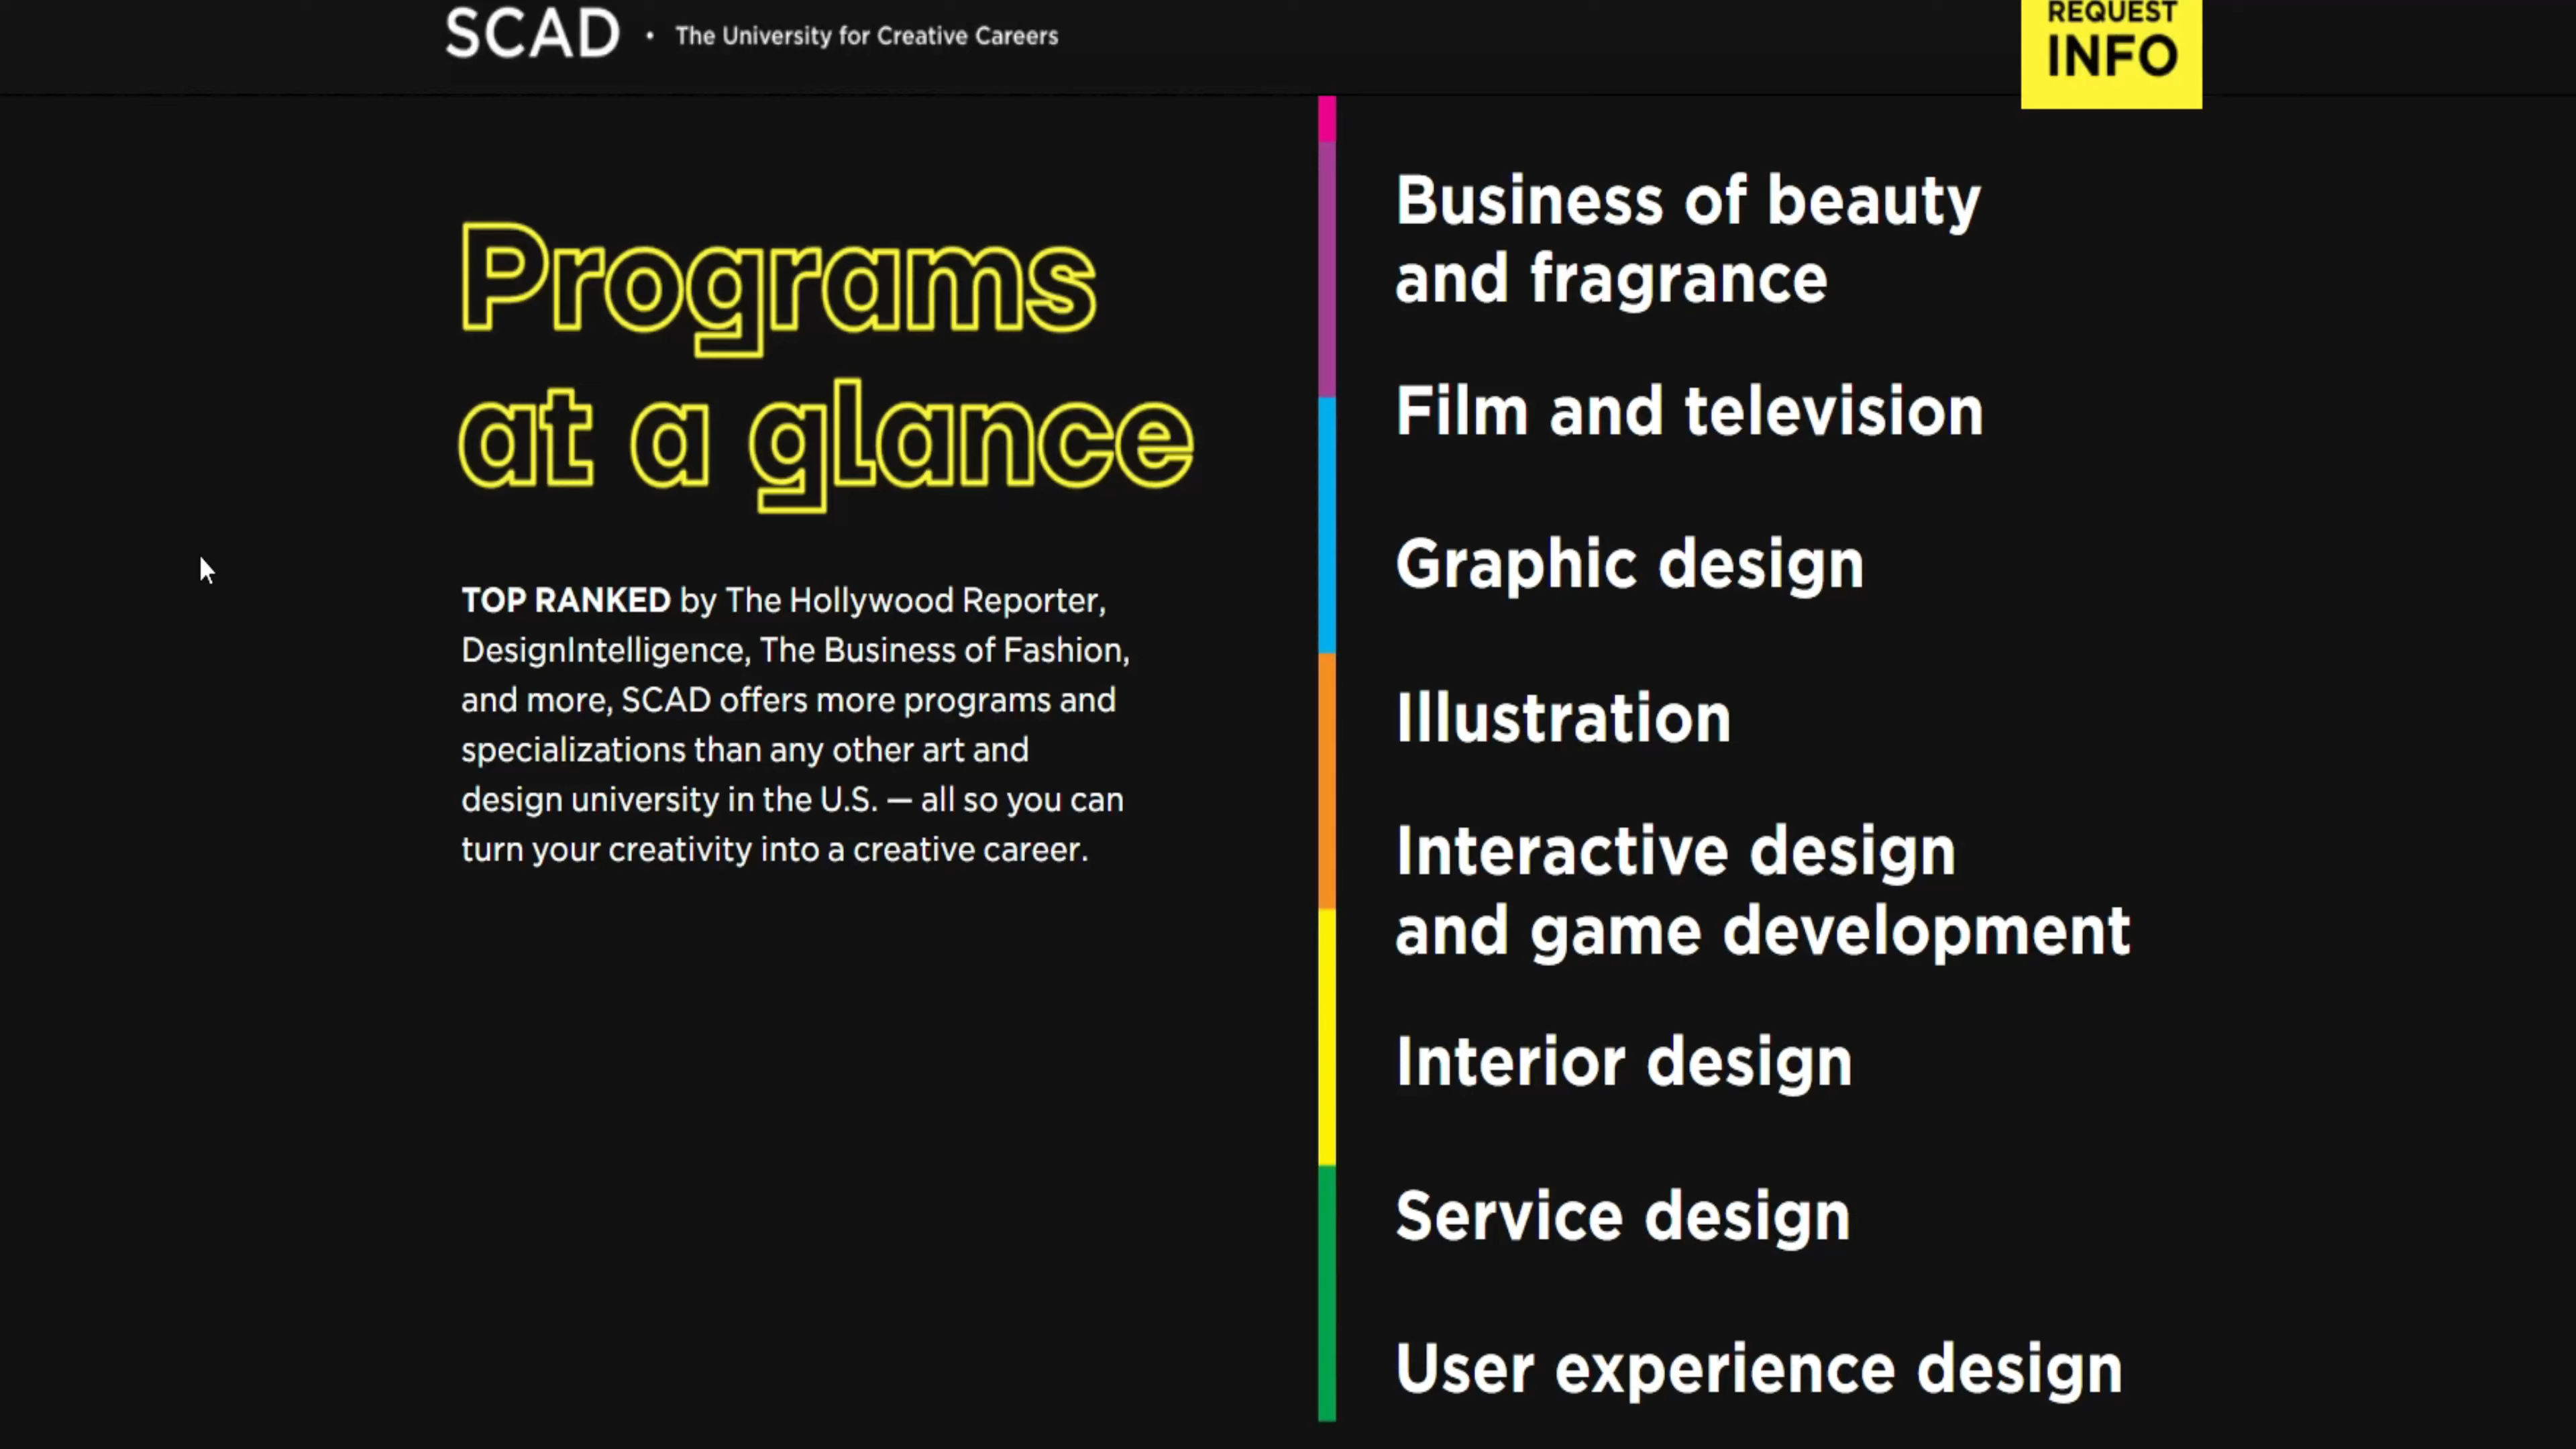 SCAD • The University for Creative Careers
REQUEST
INFO
Programs
at a glance
TOP RANKED by The Hollywood Reporter,
DesignIntelligence, The Business of Fashion,
and more, SCAD offers more programs and
specializations than any other art and
design university in the U.S. — all so you can
turn your creativity into a creative career.
Business of beauty
and fragrance
Film and television
Graphic design
Illustration
Interactive design
and game development
Interior design
Service design
User experience design